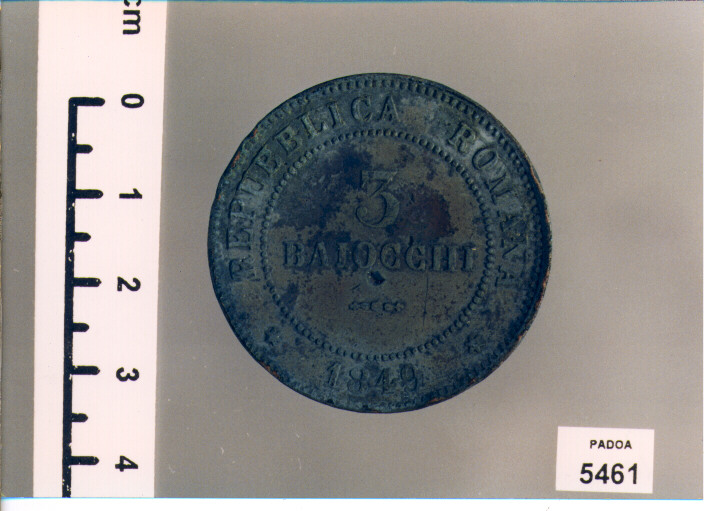 cm
0
1
2
3
4
REPUBBLICA ROMANA
3
BAIOCCHI
1849
PADOA
5461